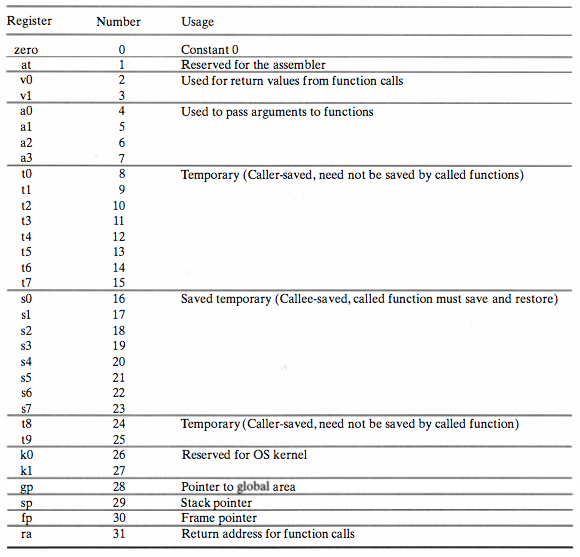 Register Number Usage
zero 0 Constant 0
at 1 Reserved for the assembler
v0 2 Used for return values from function calls
v1 3
a0 4 Used to pass arguments to functions
a1 5
a2 6
a3 7
t0 8 Temporary (Caller-saved, need not be saved by called functions)
t1 9
t2 10
t3 11
t4 12
t5 13
t6 14
t7 15
s0 16 Saved temporary (Callee-saved, called function must save and restore)
s1 17
s2 18
s3 19
s4 20
s5 21
s6 22
s7 23
t8 24 Temporary (Caller-saved, need not be saved by called function)
t9 25
k0 26 Reserved for OS kernel
k1 27
gp 28 Pointer to global area
sp 29 Stack pointer
fp 30 Frame pointer
ra 31 Return address for function calls